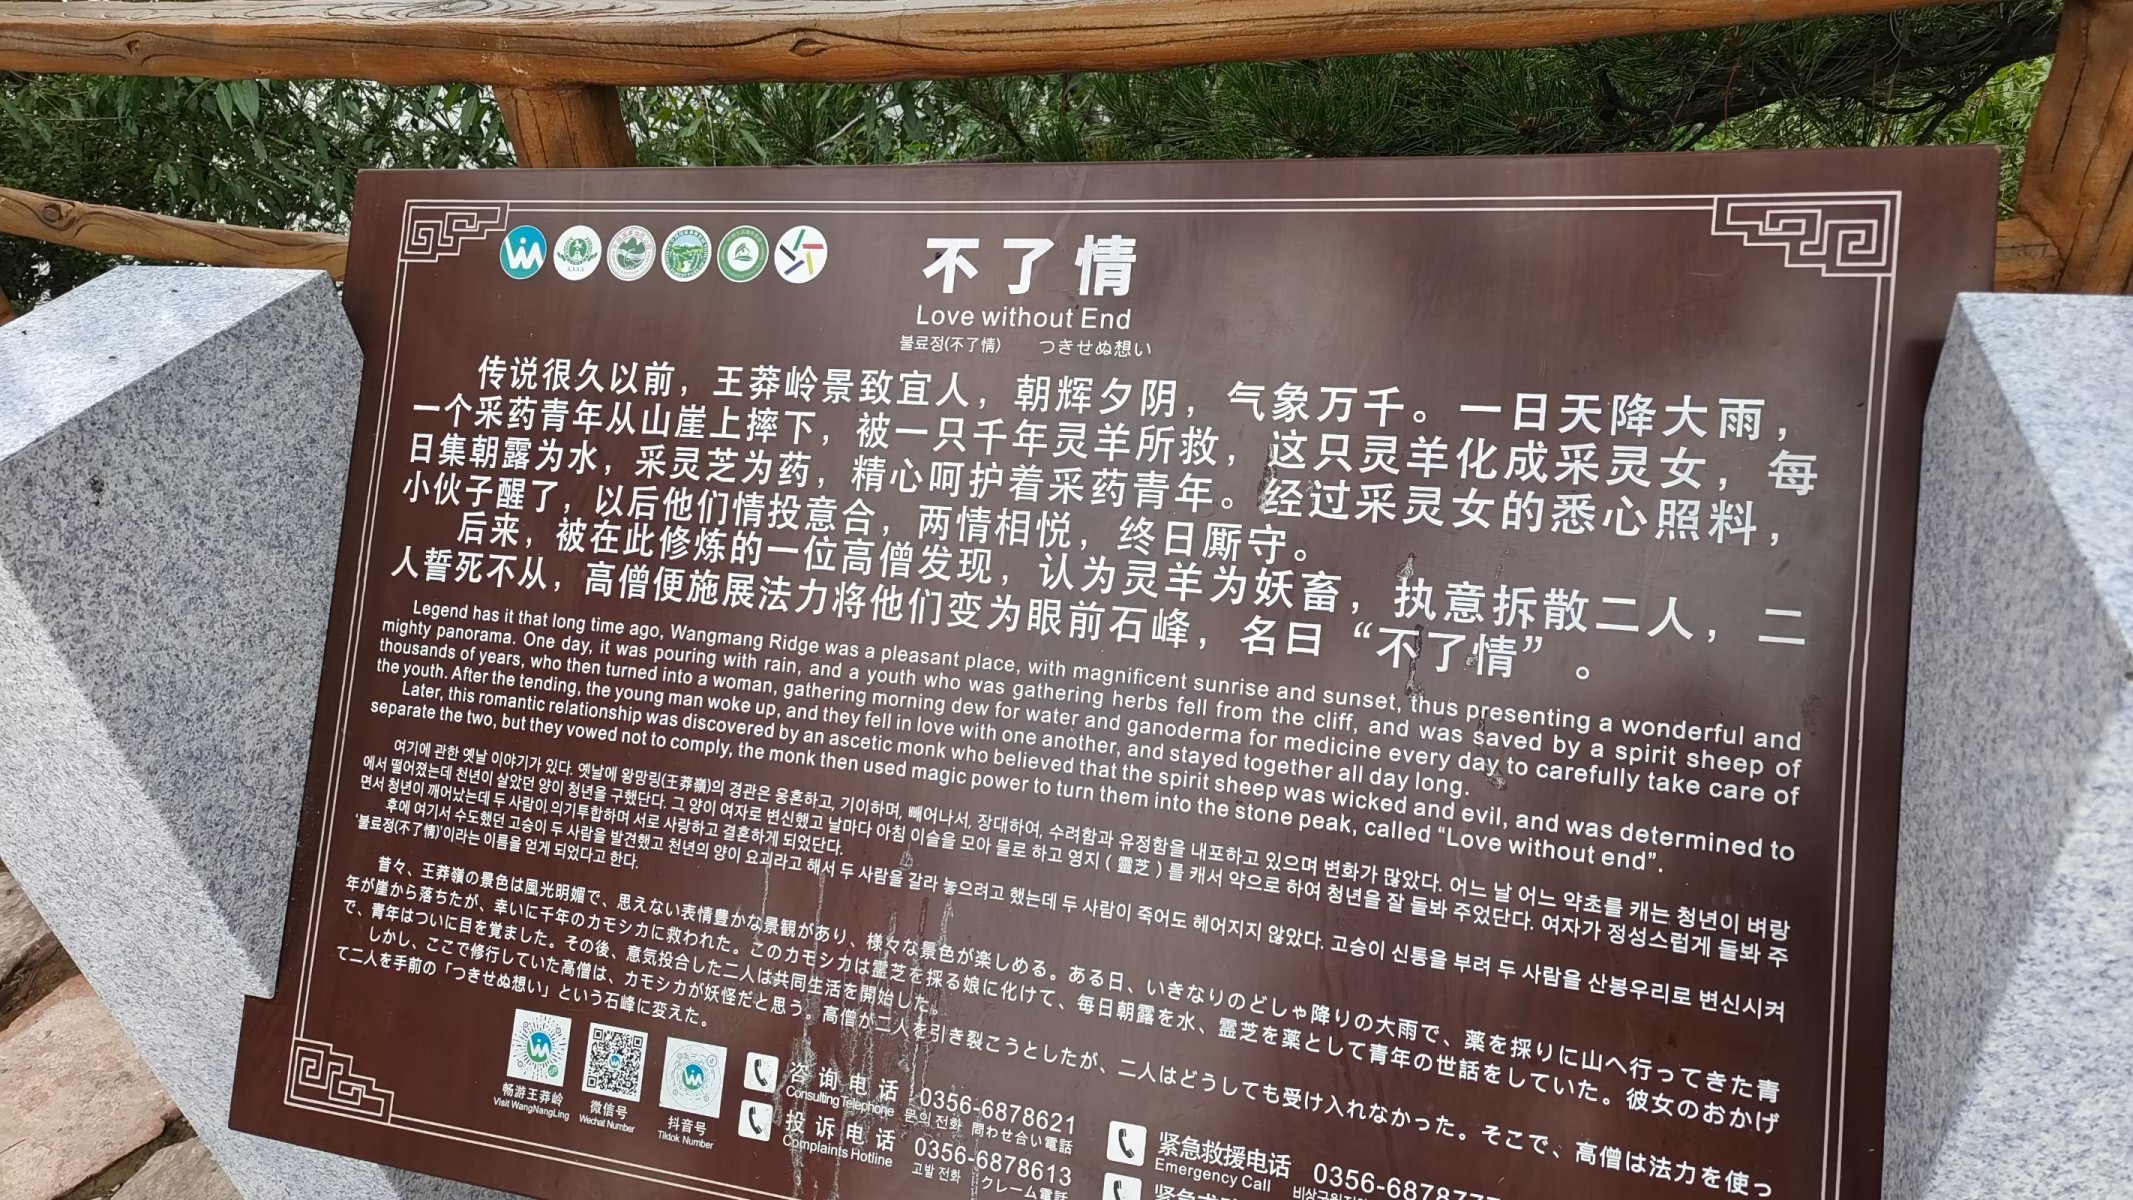 不了情
Love without End
불료정(不了情) つきせぬ想い
传说很久以前，王莽岭景致宜人，朝辉夕阴，气象万千。一日天降大雨，
一个采药青年从山崖上摔下，被一只千年灵羊所救，这只灵羊化成采灵女，每
日集朝露为水，采灵芝为药，精心呵护着采药青年。经过采灵女的悉心照料，
小伙子醒了，以后他们情投意合，两情相悦，终日厮守。
后来，被在此修炼的一位高僧发现，认为灵羊为妖畜，执意拆散二人，二
人誓死不从，高僧便施展法力将他们变为眼前石峰，名曰“不了情”。
Legend has it that long time ago, Wangmang Ridge was a pleasant place, with magnificent sunrise and sunset, thus presenting a wonderful and
mighty panorama. One day, it was pouring with rain, and a youth who was gathering herbs fell from the cliff, and was saved by a spirit sheep of
thousands of years, who then turned into a woman, gathering morning dew for water and ganoderma for medicine every day to carefully take care of
the youth. After the tending, the young man woke up, and they fell in love with one another, and stayed together all day long.
Later, this romantic relationship was discovered by an ascetic monk who believed that the spirit sheep was wicked and evil, and was determined to
separate the two, but they vowed not to comply, the monk then used magic power to turn them into the stone peak, called “Love without end”.
여기에 관한 옛날 이야기가 있다. 옛날에 왕망링(王莽嶺)의 경관은 웅혼하고, 기이하며, 빼어나서, 장대하여, 수려함과 유정함을 내포하고 있으며 변화가 많았다. 어느 날 어느 약초를 캐는 청년이 벼랑
에서 떨어졌는데 천년이 살았던 양이 청년을 구했단다. 그 양이 여자로 변신했고 날마다 아침 이슬을 모아 물로 하고 영지(靈芝)를 캐서 약으로 하여 청년을 잘 돌봐 주었단다. 여자가 정성스럽게 돌봐 주
면서 청년이 깨어났는데 두 사람이 의기투합하며 서로 사랑하고 결혼하게 되었단다.
후에 여기서 수도했던 고승이 두 사람을 발견했고 천년의 양이 요괴라고 해서 두 사람을 갈라 놓으려고 했는데 두 사람이 죽어도 헤어지지 않았다. 고승이 신통을 부려 두 사람을 산봉우리로 변신시켜
‘불료정(不了情)’이라는 이름을 얻게 되었다고 한다.
昔々、王莽嶺の景色は風光明媚で、思えない表情豊かな景観があり、様々な景色が楽しめる。ある日、いきなりのどしゃ降りの大雨で、薬を採りに山へ行ってきた青
年が崖から落ちたが、幸いに千年のカモシカに救われた。このカモシカは霊芝を採る娘に化けて、毎日朝露を水、霊芝を薬として青年の世話をしていた。彼女のおかげ
で、青年はついに目を覚ました。その後、意気投合した二人は共同生活を開始した。
しかし、ここで修行していた高僧は、カモシカが妖怪だと思う。高僧が二人を引き裂こうとしたが、二人はどうしても受け入れなかった。そこで、高僧は法力を使っ
て二人を手前の「つきせぬ想い」という石峰に変えた。
畅游王莽岭
Visit WangNangLing
微信号
Wechat Number
抖音号
Tiktok Number
咨询电话 0356-6878621
Consulting Telephone 문의 전화 問わせ合い電話
投诉电话 0356-6878613
Complaints Hotline 고발 전화 クレーム電話
紧急救援电话 0356-687877
Emergency Call